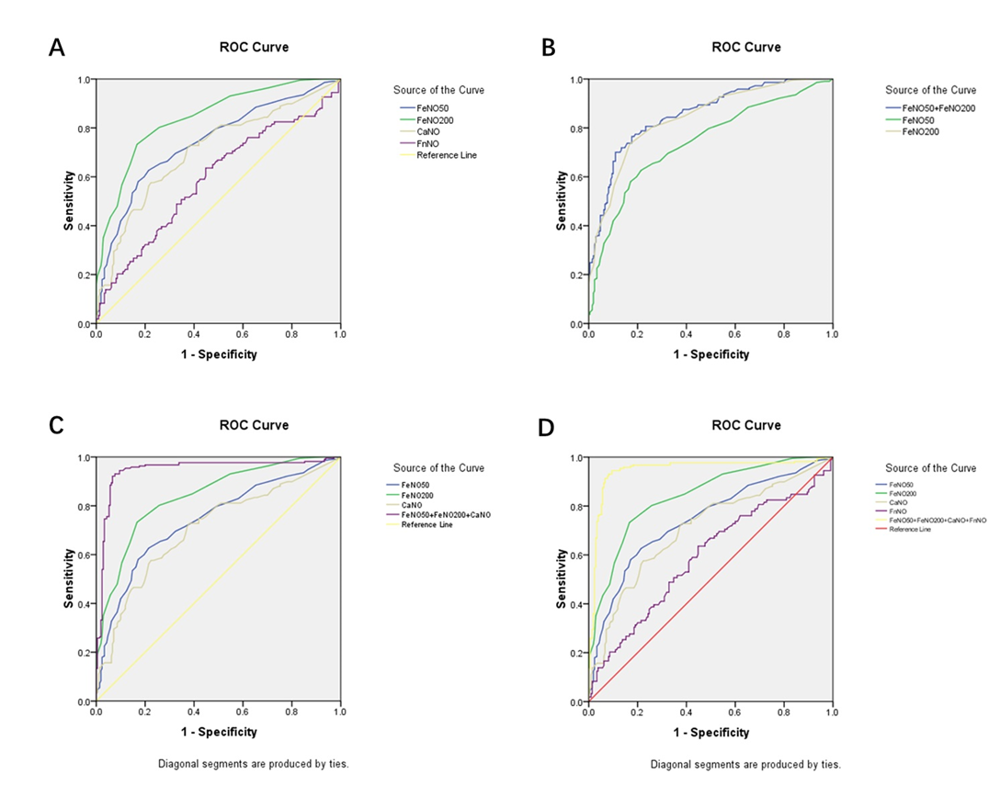 A
ROC Curve
Sensitivity
1.0
0.8
0.6
0.4
0.2
0.0
0.0 0.2 0.4 0.6 0.8 1.0
1 - Specificity
Source of the Curve
FeNO50
FeNO200
CaNO
FnNO
Reference Line
B
ROC Curve
Sensitivity
1.0
0.8
0.6
0.4
0.2
0.0
0.0 0.2 0.4 0.6 0.8 1.0
1 - Specificity
Source of the Curve
FeNO50+FeNO200
FeNO50
FeNO200
C
ROC Curve
Sensitivity
1.0
0.8
0.6
0.4
0.2
0.0
0.0 0.2 0.4 0.6 0.8 1.0
1 - Specificity
Source of the Curve
FeNO50
FeNO200
CaNO
FeNO50+FeNO200+CaNO
Reference Line
Diagonal segments are produced by ties.
D
ROC Curve
Sensitivity
1.0
0.8
0.6
0.4
0.2
0.0
0.0 0.2 0.4 0.6 0.8 1.0
1 - Specificity
Source of the Curve
FeNO50
FeNO200
CaNO
FnNO
FeNO50+FeNO200+CaNO+FnNO
Reference Line
Diagonal segments are produced by ties.